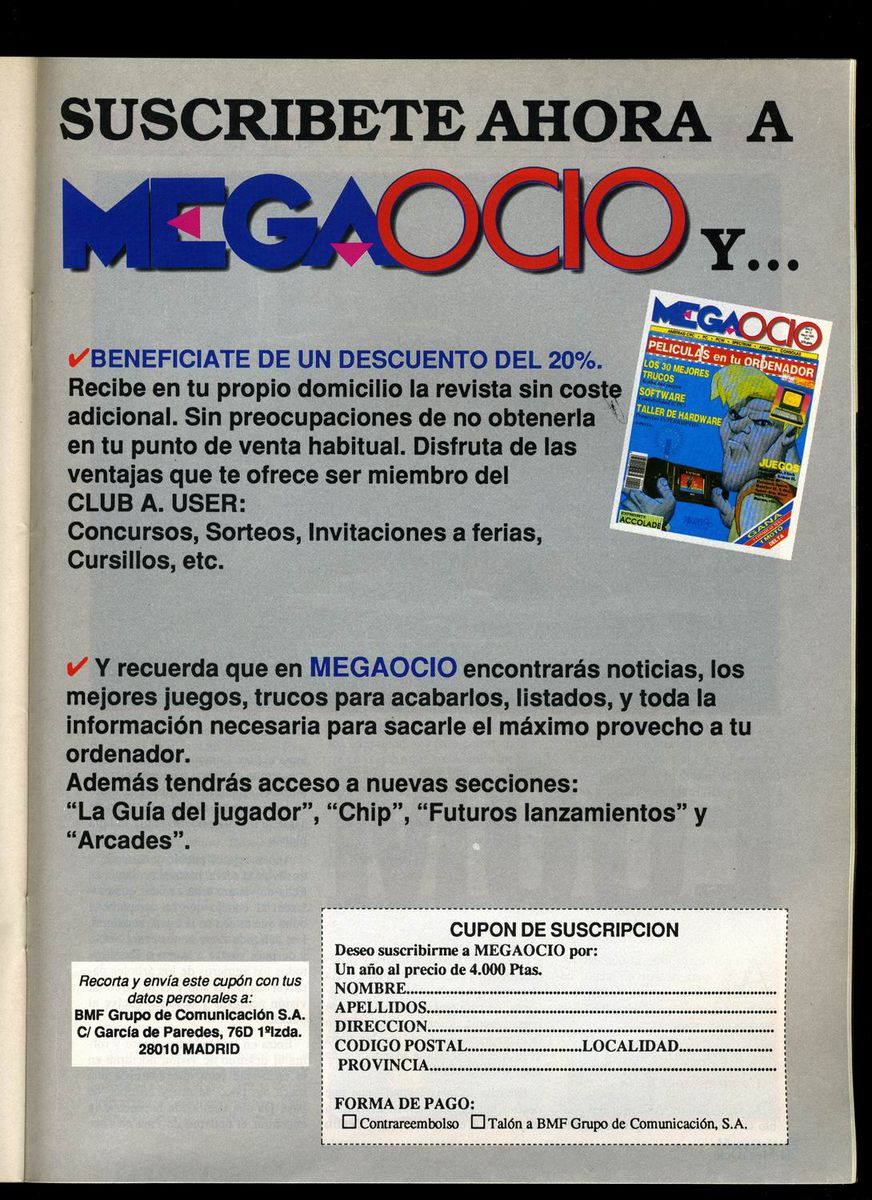 SUSCRIBETE AHORA A
MEGAOCIO Y...
✔BENEFICIATE DE UN DESCUENTO DEL 20%.
Recibe en tu propio domicilio la revista sin coste
adicional. Sin preocupaciones de no obtenerla
en tu punto de venta habitual. Disfruta de las
ventajas que te ofrece ser miembro del
CLUB A. USER:
Concursos, Sorteos, Invitaciones a ferias,
Cursillos, etc.
MEGAOCIO
PELICULAS en tu ORDENADOR
LOS 30 MEJORES
TRUCOS
SOFTWARE
TALLER DE HARDWARE
JUEGOS
ACCOLADE
GANA
1 MOTO
DELTA
✔ Y recuerda que en MEGAOCIO encontrarás noticias, los
mejores juegos, trucos para acabarlos, listados, y toda la
información necesaria para sacarle el máximo provecho a tu
ordenador.
Además tendrás acceso a nuevas secciones:
“La Guía del jugador”, “Chip”, “Futuros lanzamientos” y
“Arcades”.
Recorta y envía este cupón con tus
datos personales a:
BMF Grupo de Comunicación S.A.
C/ García de Paredes, 76D 1ºIzda.
28010 MADRID
CUPON DE SUSCRIPCION
Deseo suscribirme a MEGAOCIO por:
Un año al precio de 4.000 Ptas.
NOMBRE
APELLIDOS
DIRECCION
CODIGO POSTAL LOCALIDAD
PROVINCIA
FORMA DE PAGO:
☐ Contrareembolso ☐ Talón a BMF Grupo de Comunicación, S.A.